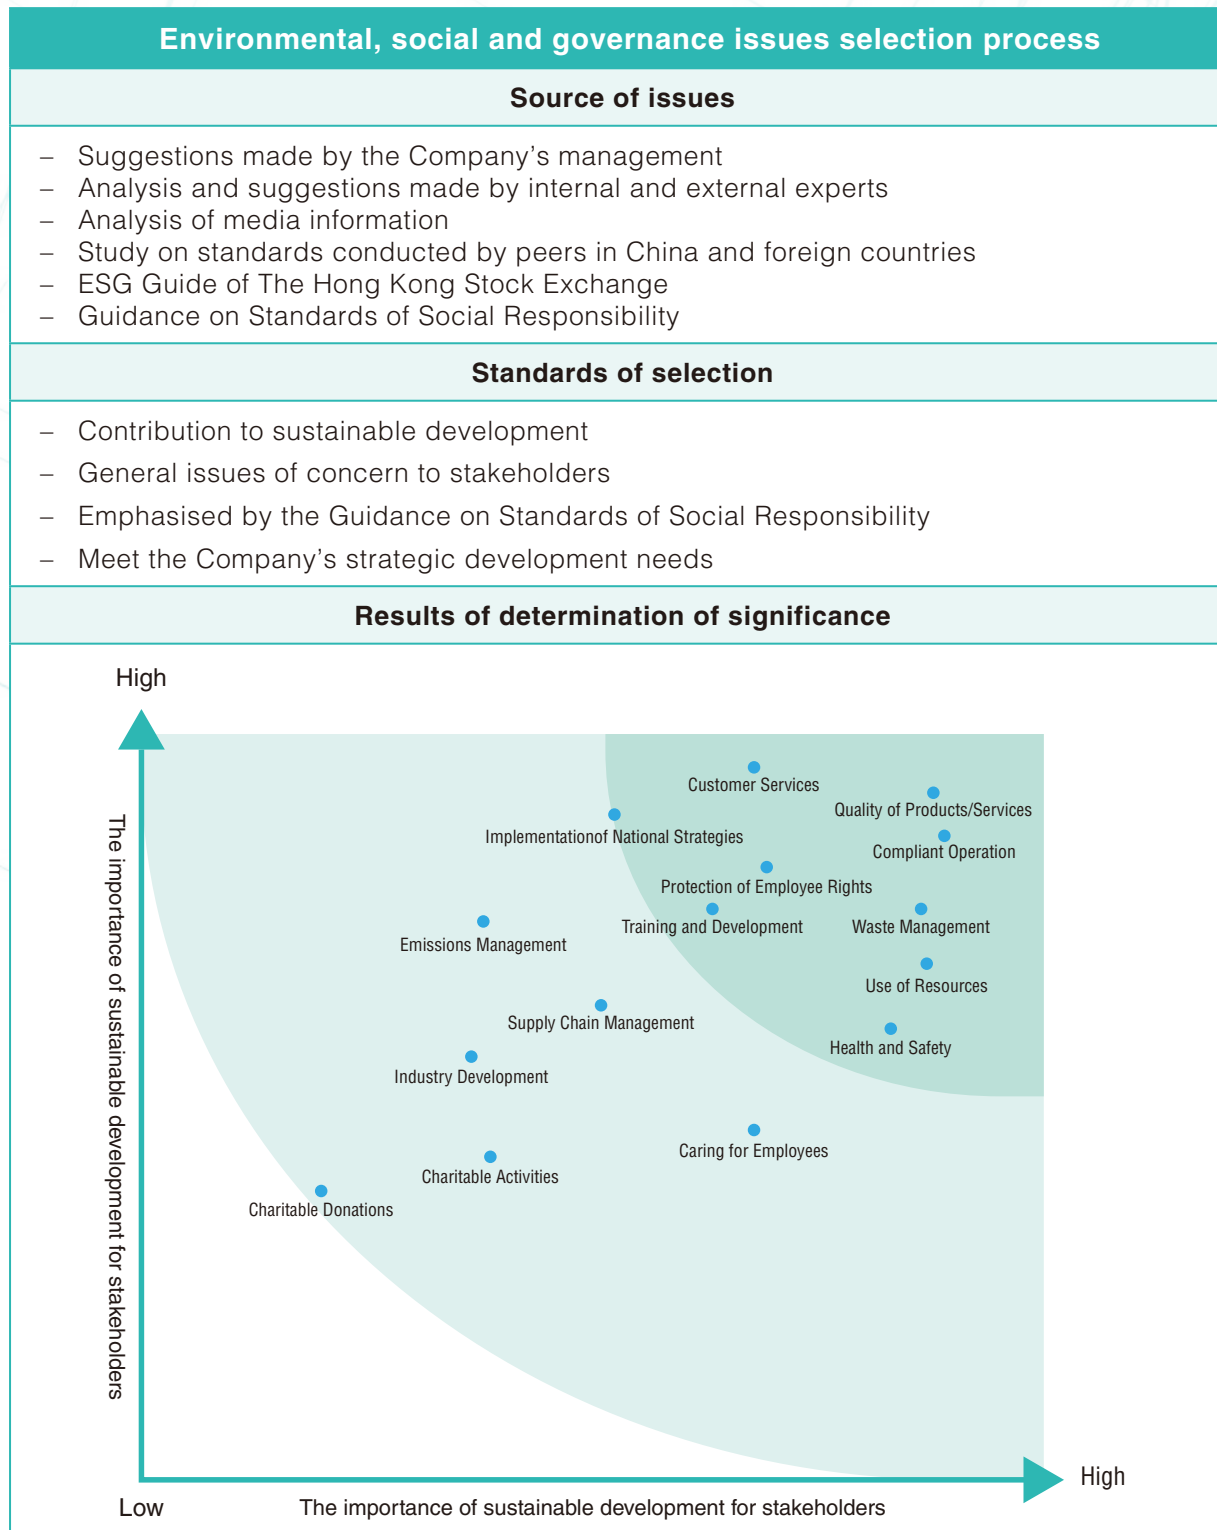 Environmental, social and governance issues selection process
Source of issues
– Suggestions made by the Company's management
– Analysis and suggestions made by internal and external experts
– Analysis of media information
– Study on standards conducted by peers in China and foreign countries
– ESG Guide of The Hong Kong Stock Exchange
– Guidance on Standards of Social Responsibility
Standards of selection
– Contribution to sustainable development
– General issues of concern to stakeholders
– Emphasised by the Guidance on Standards of Social Responsibility
– Meet the Company's strategic development needs
Results of determination of significance
High
The importance of sustainable development for stakeholders
Customer Services
Quality of Products/Services
Implementationof National Strategies
Compliant Operation
Protection of Employee Rights
Training and Development
Waste Management
Emissions Management
Use of Resources
Supply Chain Management
Health and Safety
Industry Development
Caring for Employees
Charitable Activities
Charitable Donations
High
Low
The importance of sustainable development for stakeholders